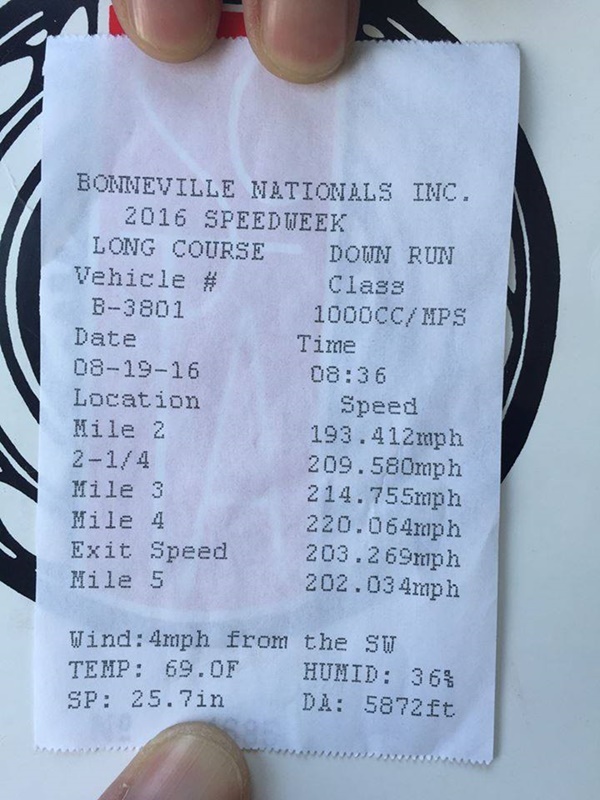 BONNEVILLE NATIONALS INC.
2016 SPEEDWEEK
LONG COURSE DOWN RUN
Vehicle # Class
B-3801 1000CC/MPS
Date Time
08-19-16 08:36
Location Speed
Mile 2 193.412mph
2-1/4 209.580mph
Mile 3 214.755mph
Mile 4 220.064mph
Exit Speed 203.269mph
Mile 5 202.034mph
Wind:4mph from the SW
TEMP: 69.0F HUMID: 36%
SP: 25.7in DA: 5872ft